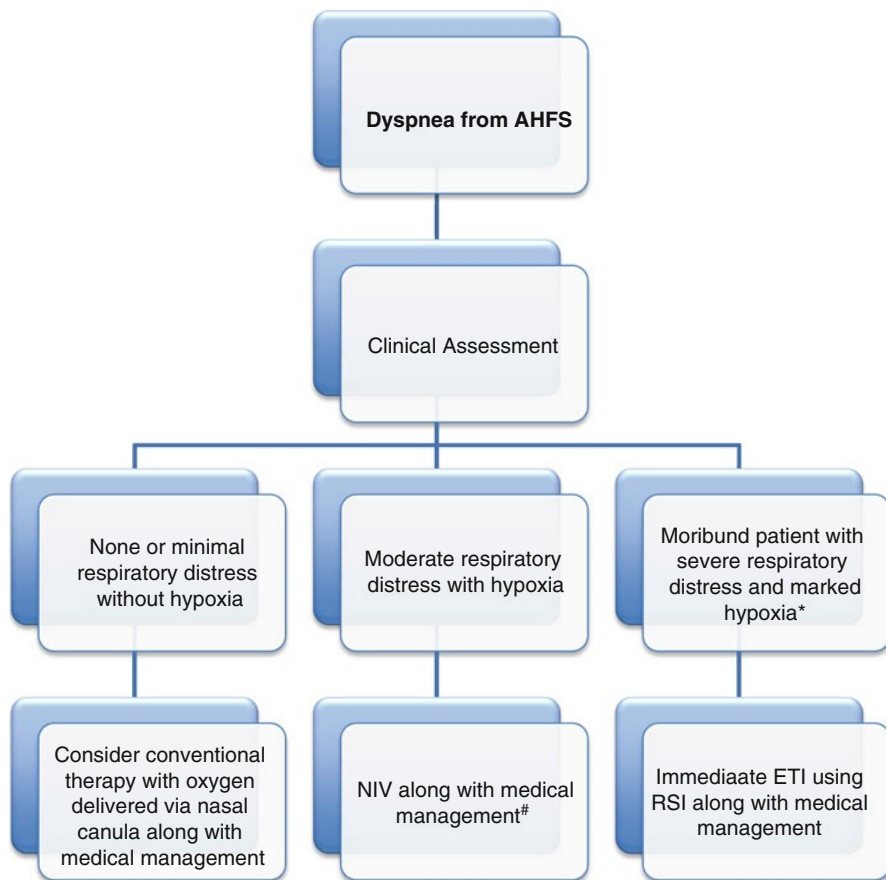 Dyspnea from AHFS
Clinical Assessment
None or minimal
respiratory distress
without hypoxia
Moderate respiratory
distress with hypoxia
Moribund patient with
severe respiratory
distress and marked
hypoxia*
Consider conventional
therapy with oxygen
delivered via nasal
canula along with
medical management
NIV along with medical
management#
Immediaate ETI using
RSI along with medical
management